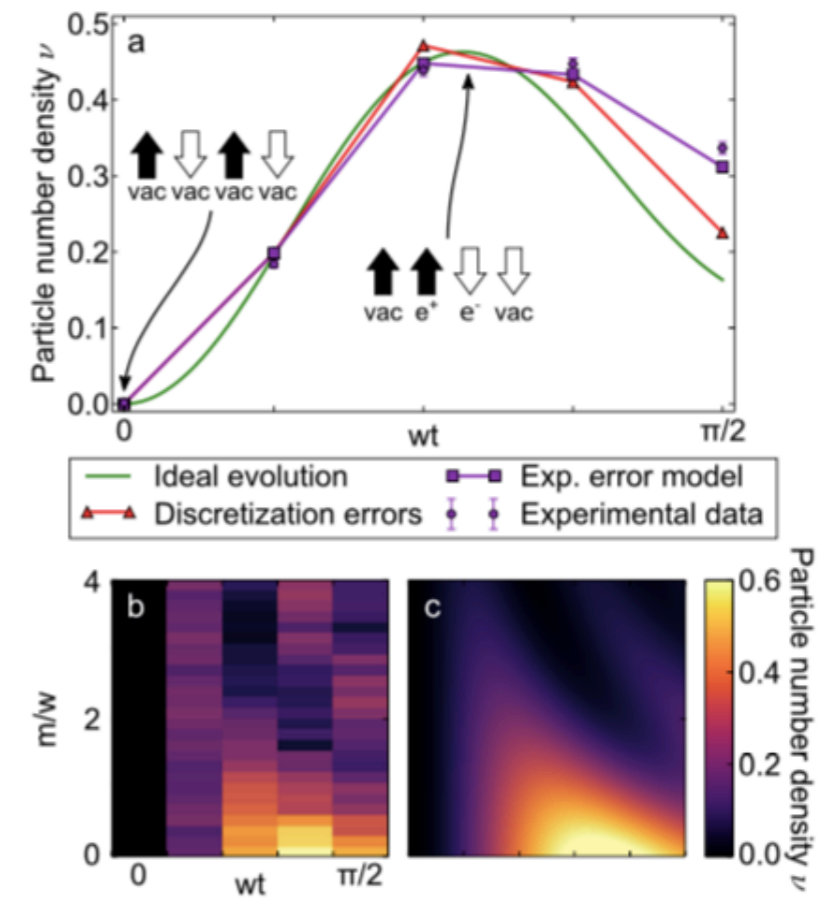 a
Particle number density ν
0.5
0.4
0.3
0.2
0.1
0.0
vac vac vac vac
vac e⁺ e⁻ vac
0 wt π/2
Ideal evolution
Exp. error model
Discretization errors
Experimental data
b
m/w
4
2
0
0 wt π/2
c
0.6
0.4
0.2
0.0
Particle number density ν